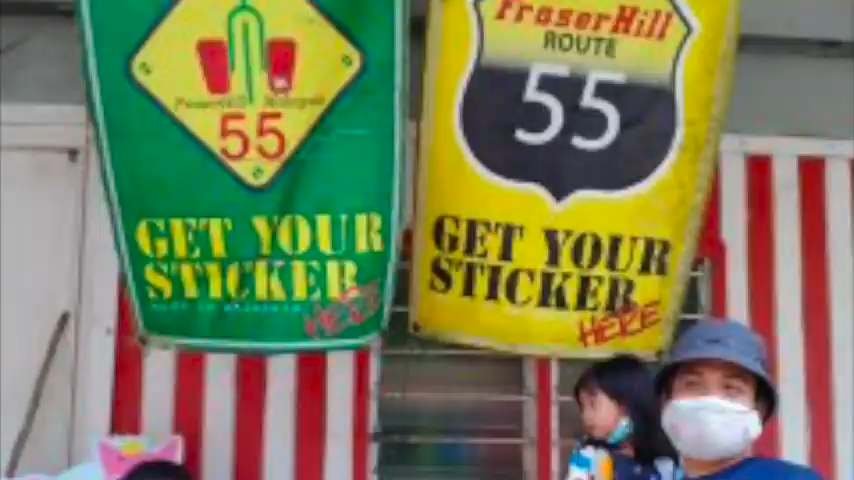 55
GET YOUR
STICKER
HERE
FraserHill
ROUTE
55
GET YOUR
STICKER
HERE